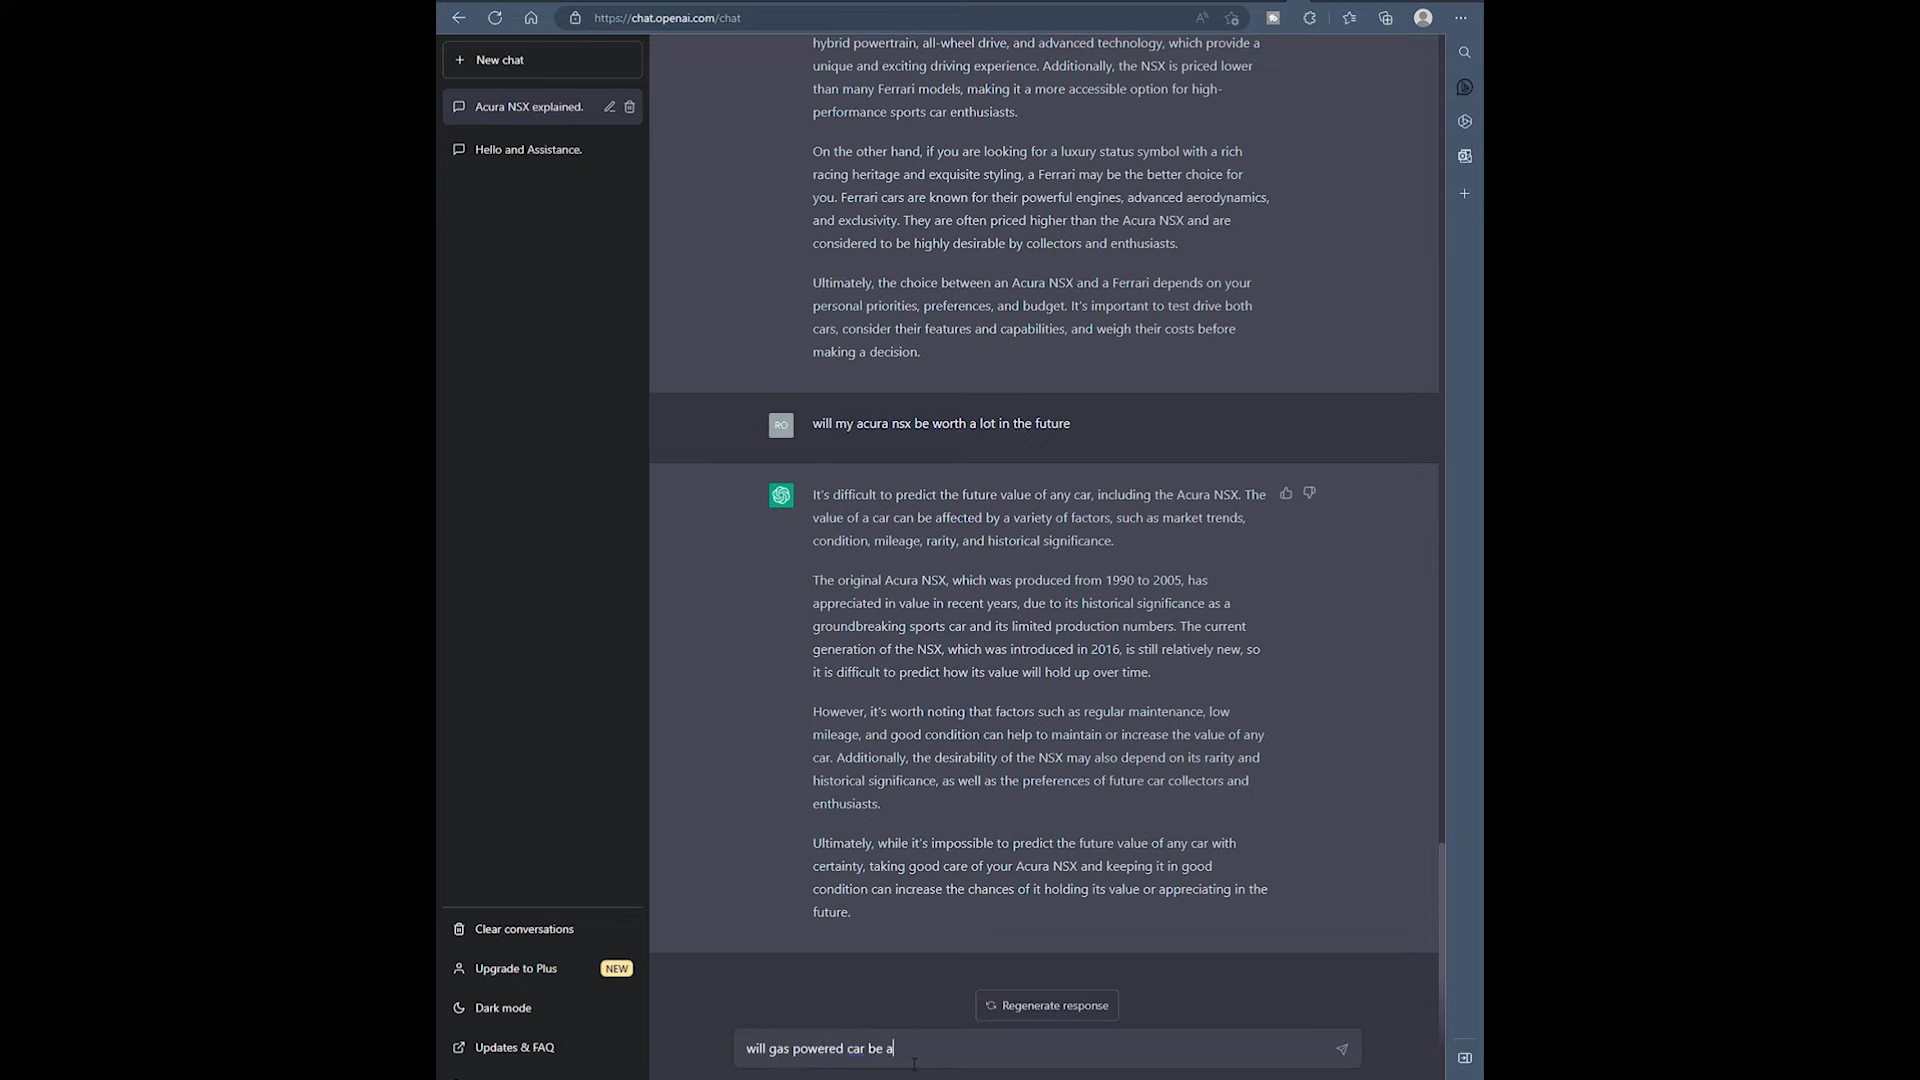 https://chat.openai.com/chat
New chat
Acura NSX explained.
Hello and Assistance.
hybrid powertrain, all-wheel drive, and advanced technology, which provide a
unique and exciting driving experience. Additionally, the NSX is priced lower
than many Ferrari models, making it a more accessible option for high-
performance sports car enthusiasts.
On the other hand, if you are looking for a luxury status symbol with a rich
racing heritage and exquisite styling, a Ferrari may be the better choice for
you. Ferrari cars are known for their powerful engines, advanced aerodynamics,
and exclusivity. They are often priced higher than the Acura NSX and are
considered to be highly desirable by collectors and enthusiasts.
Ultimately, the choice between an Acura NSX and a Ferrari depends on your
personal priorities, preferences, and budget. It's important to test drive both
cars, consider their features and capabilities, and weigh their costs before
making a decision.
RO
will my acura nsx be worth a lot in the future
It's difficult to predict the future value of any car, including the Acura NSX. The
value of a car can be affected by a variety of factors, such as market trends,
condition, mileage, rarity, and historical significance.
The original Acura NSX, which was produced from 1990 to 2005, has
appreciated in value in recent years, due to its historical significance as a
groundbreaking sports car and its limited production numbers. The current
generation of the NSX, which was introduced in 2016, is still relatively new, so
it is difficult to predict how its value will hold up over time.
However, it's worth noting that factors such as regular maintenance, low
mileage, and good condition can help to maintain or increase the value of any
car. Additionally, the desirability of the NSX may also depend on its rarity and
historical significance, as well as the preferences of future car collectors and
enthusiasts.
Ultimately, while it's impossible to predict the future value of any car with
certainty, taking good care of your Acura NSX and keeping it in good
condition can increase the chances of it holding its value or appreciating in the
future.
Clear conversations
Upgrade to Plus NEW
Dark mode
Updates & FAQ
Regenerate response
will gas powered car be a